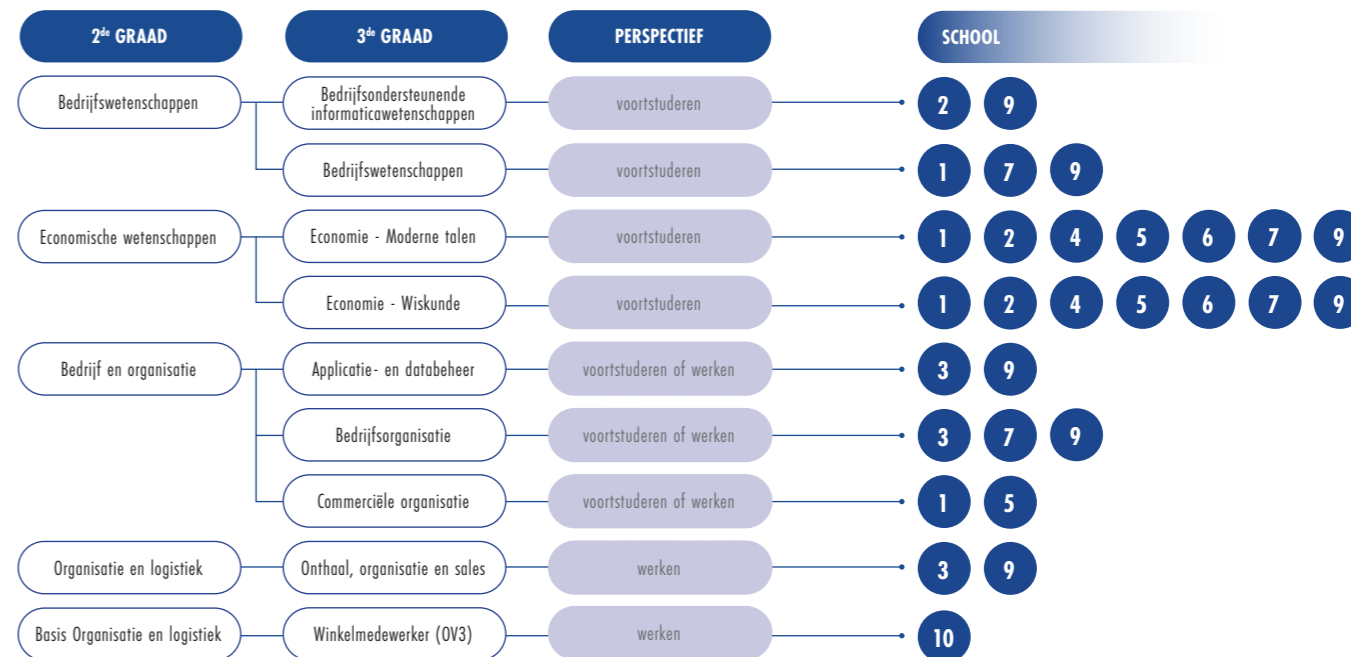 2de GRAAD 3de GRAAD PERSPECTIEF SCHOOL
Bedrijfswetenschappen
Bedrijfsondersteunende
informaticawetenschappen
voortstuderen
2 9
Bedrijfswetenschappen
voortstuderen
1 7 9
Economische wetenschappen
Economie - Moderne talen
voortstuderen
1 2 4 5 6 7 9
Economie - Wiskunde
voortstuderen
1 2 4 5 6 7 9
Bedrijf en organisatie
Applicatie- en databeheer
voortstuderen of werken
3 9
Bedrijfsorganisatie
voortstuderen of werken
3 7 9
Commerciële organisatie
voortstuderen of werken
1 5
Organisatie en logistiek
Onthaal, organisatie en sales
werken
3 9
Basis Organisatie en logistiek
Winkelmedewerker (OV3)
werken
10